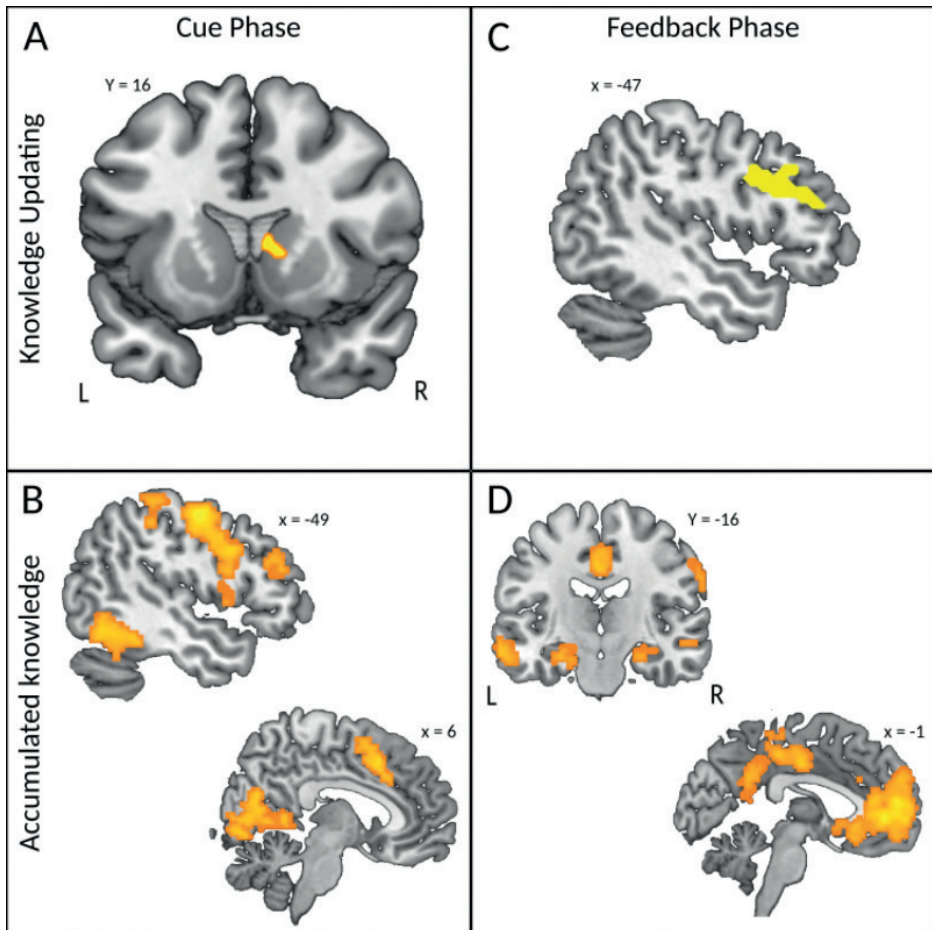 A
Cue Phase
Y = 16
Knowledge Updating
L
R
C
Feedback Phase
x = -47
B
x = -49
Accumulated knowledge
x = 6
D
Y = -16
L
R
x = -1